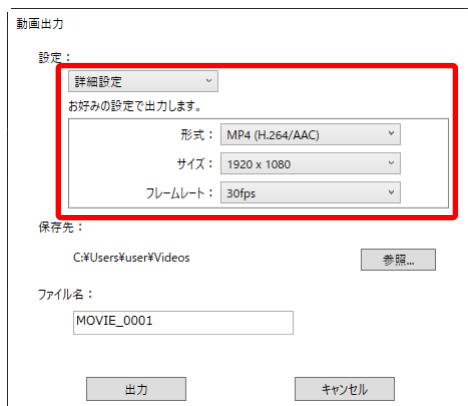 動画出力
設定：
詳細設定
お好みの設定で出力します。
形式： MP4 (H.264/AAC)
サイズ： 1920 x 1080
フレームレート： 30fps
保存先：
C:¥Users¥user¥Videos 参照...
ファイル名：
MOVIE_0001
出力 キャンセル